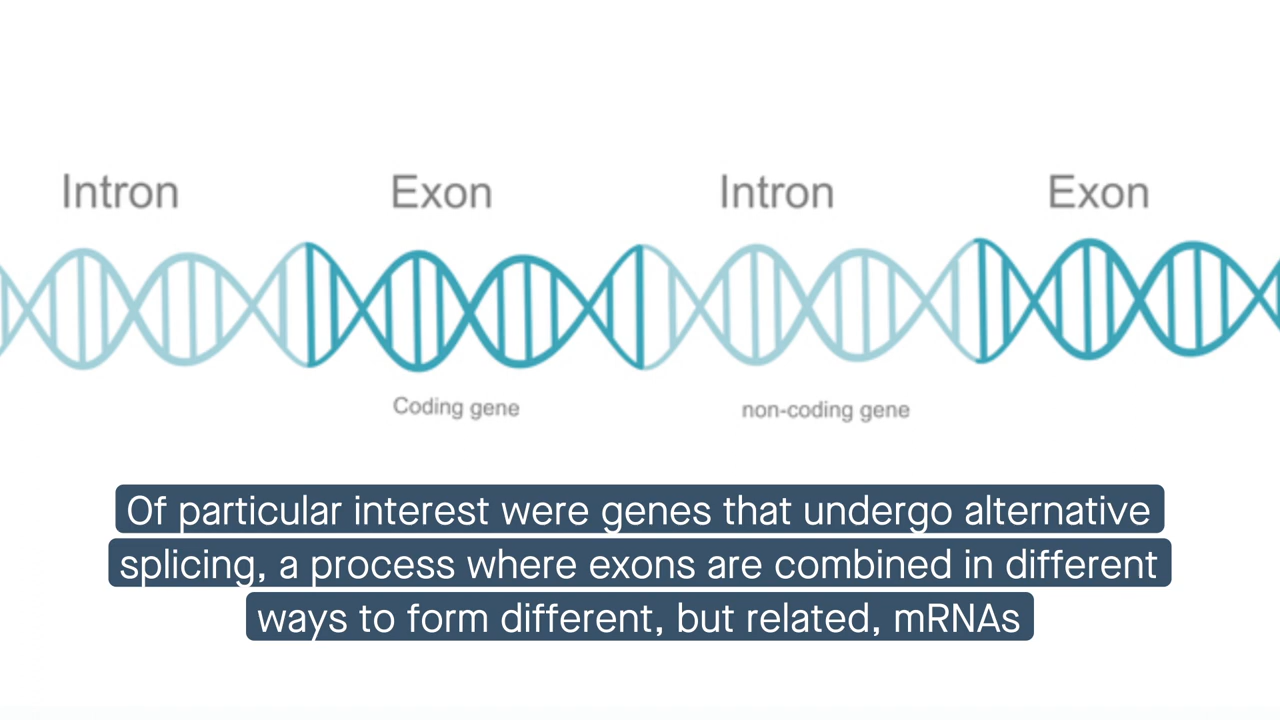 Intron Exon Intron Exon
Coding gene non-coding gene
Of particular interest were genes that undergo alternative
splicing, a process where exons are combined in different
ways to form different, but related, mRNAs